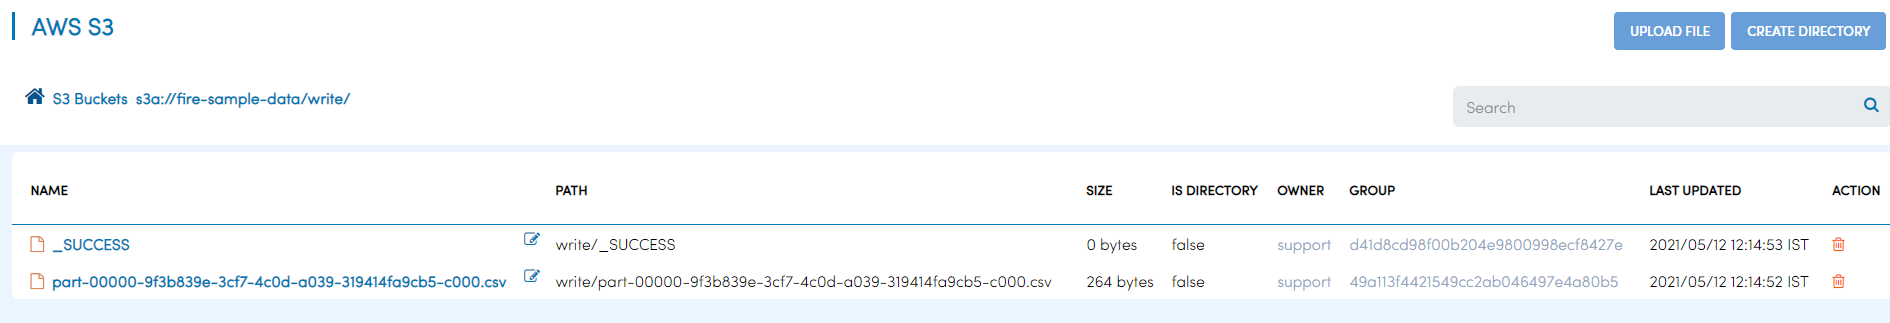 AWS S3
UPLOAD FILE CREATE DIRECTORY
S3 Buckets s3a://fire-sample-data/write/
Search
NAME PATH SIZE IS DIRECTORY OWNER GROUP LAST UPDATED ACTION
_SUCCESS write/_SUCCESS 0 bytes false support d41d8cd98f00b204e9800998ecf8427e 2021/05/12 12:14:53 IST
part-00000-9f3b839e-3cf7-4c0d-a039-319414fa9cb5-c000.csv write/part-00000-9f3b839e-3cf7-4c0d-a039-319414fa9cb5-c000.csv 264 bytes false support 49a113f4421549cc2ab046497e4a80b5 2021/05/12 12:14:52 IST